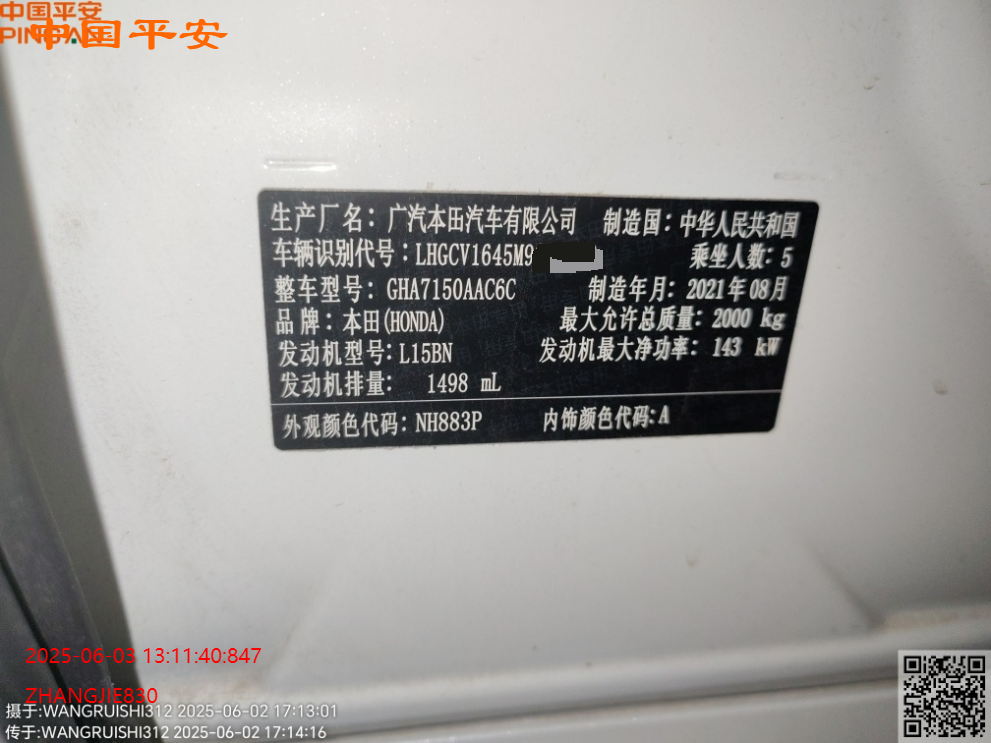 中国平安
PING AN
中国平安
生产厂名：广汽本田汽车有限公司 制造国：中华人民共和国
车辆识别代号：LHGCV1645M9 乘坐人数：5
整车型号：GHA7150AAC6C 制造年月：2021年08月
品牌：本田(HONDA) 最大允许总质量：2000 kg
发动机型号：L15BN 发动机最大净功率：143 kW
发动机排量： 1498 mL
外观颜色代码：NH883P 内饰颜色代码：A
2025-06-03 13:11:40:847
ZHANGJIE830
摄于:WANGRUISHI312 2025-06-02 17:13:01
传于:WANGRUISHI312 2025-06-02 17:14:16